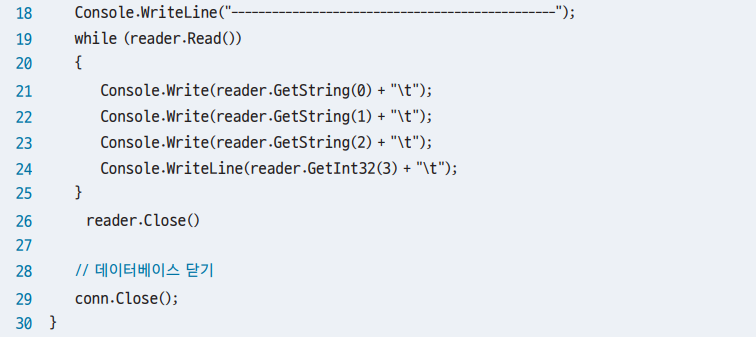 18 Console.WriteLine("------------------------------------------------");
19 while (reader.Read())
20 {
21 Console.Write(reader.GetString(0) + "\t");
22 Console.Write(reader.GetString(1) + "\t");
23 Console.Write(reader.GetString(2) + "\t");
24 Console.WriteLine(reader.GetInt32(3) + "\t");
25 }
26 reader.Close()
27
28 // 데이터베이스 닫기
29 conn.Close();
30 }